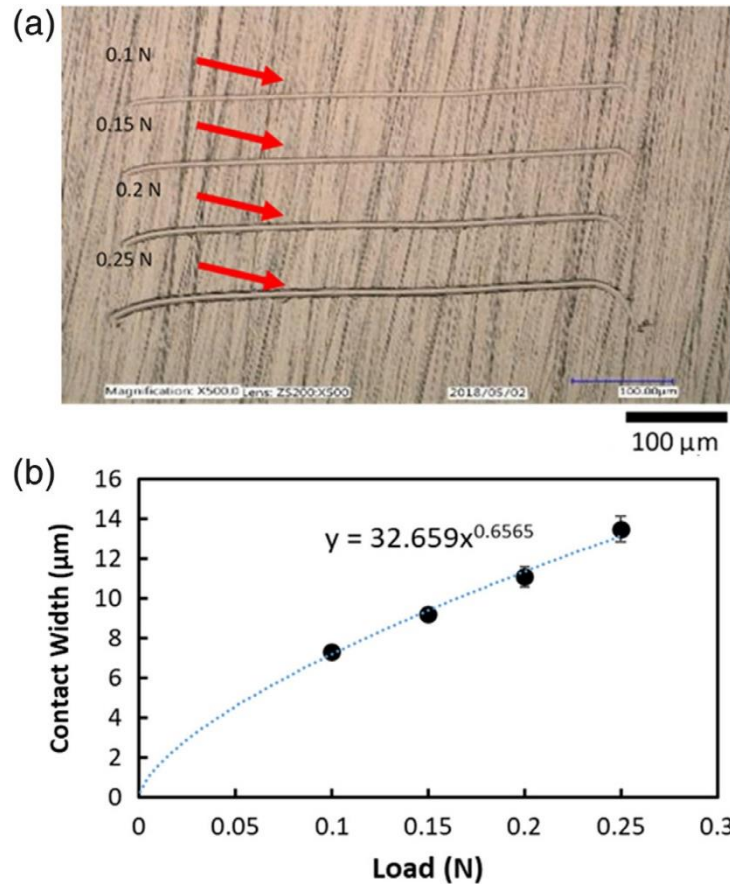 (a)
0.1 N
0.15 N
0.2 N
0.25 N
Magnification: X500.0 Lens: ZS200:X500 2018/05/02 100.00µm
100 µm
(b)
16
14
12
10
8
6
4
2
0
y = 32.659x^0.6565
Contact Width (µm)
0 0.05 0.1 0.15 0.2 0.25 0.3
Load (N)